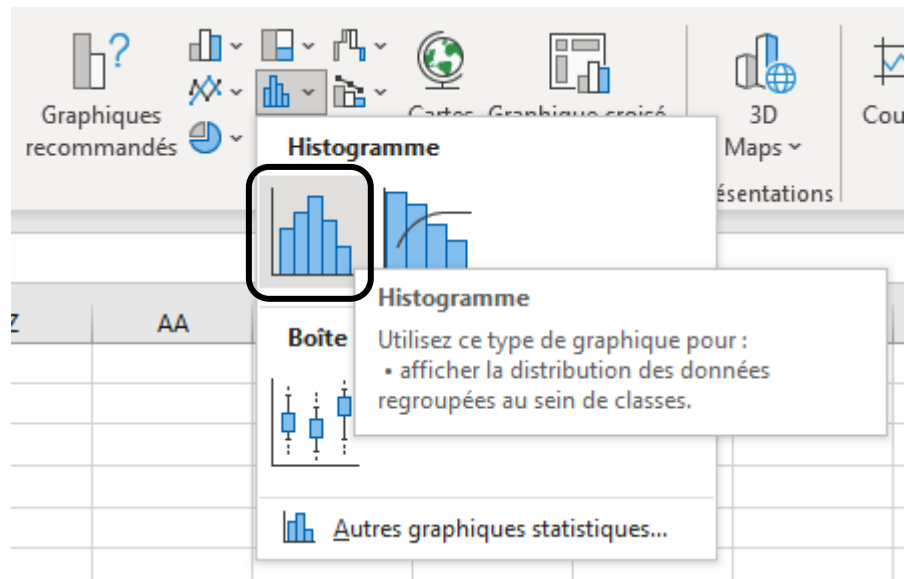 ?
Graphiques
recommandés
Cartes
Graphique croisé
3D
Maps
Cou
ésentations
Histogramme
Histogramme
Utilisez ce type de graphique pour :
• afficher la distribution des données
regroupées au sein de classes.
Z
AA
Boîte
Autres graphiques statistiques...